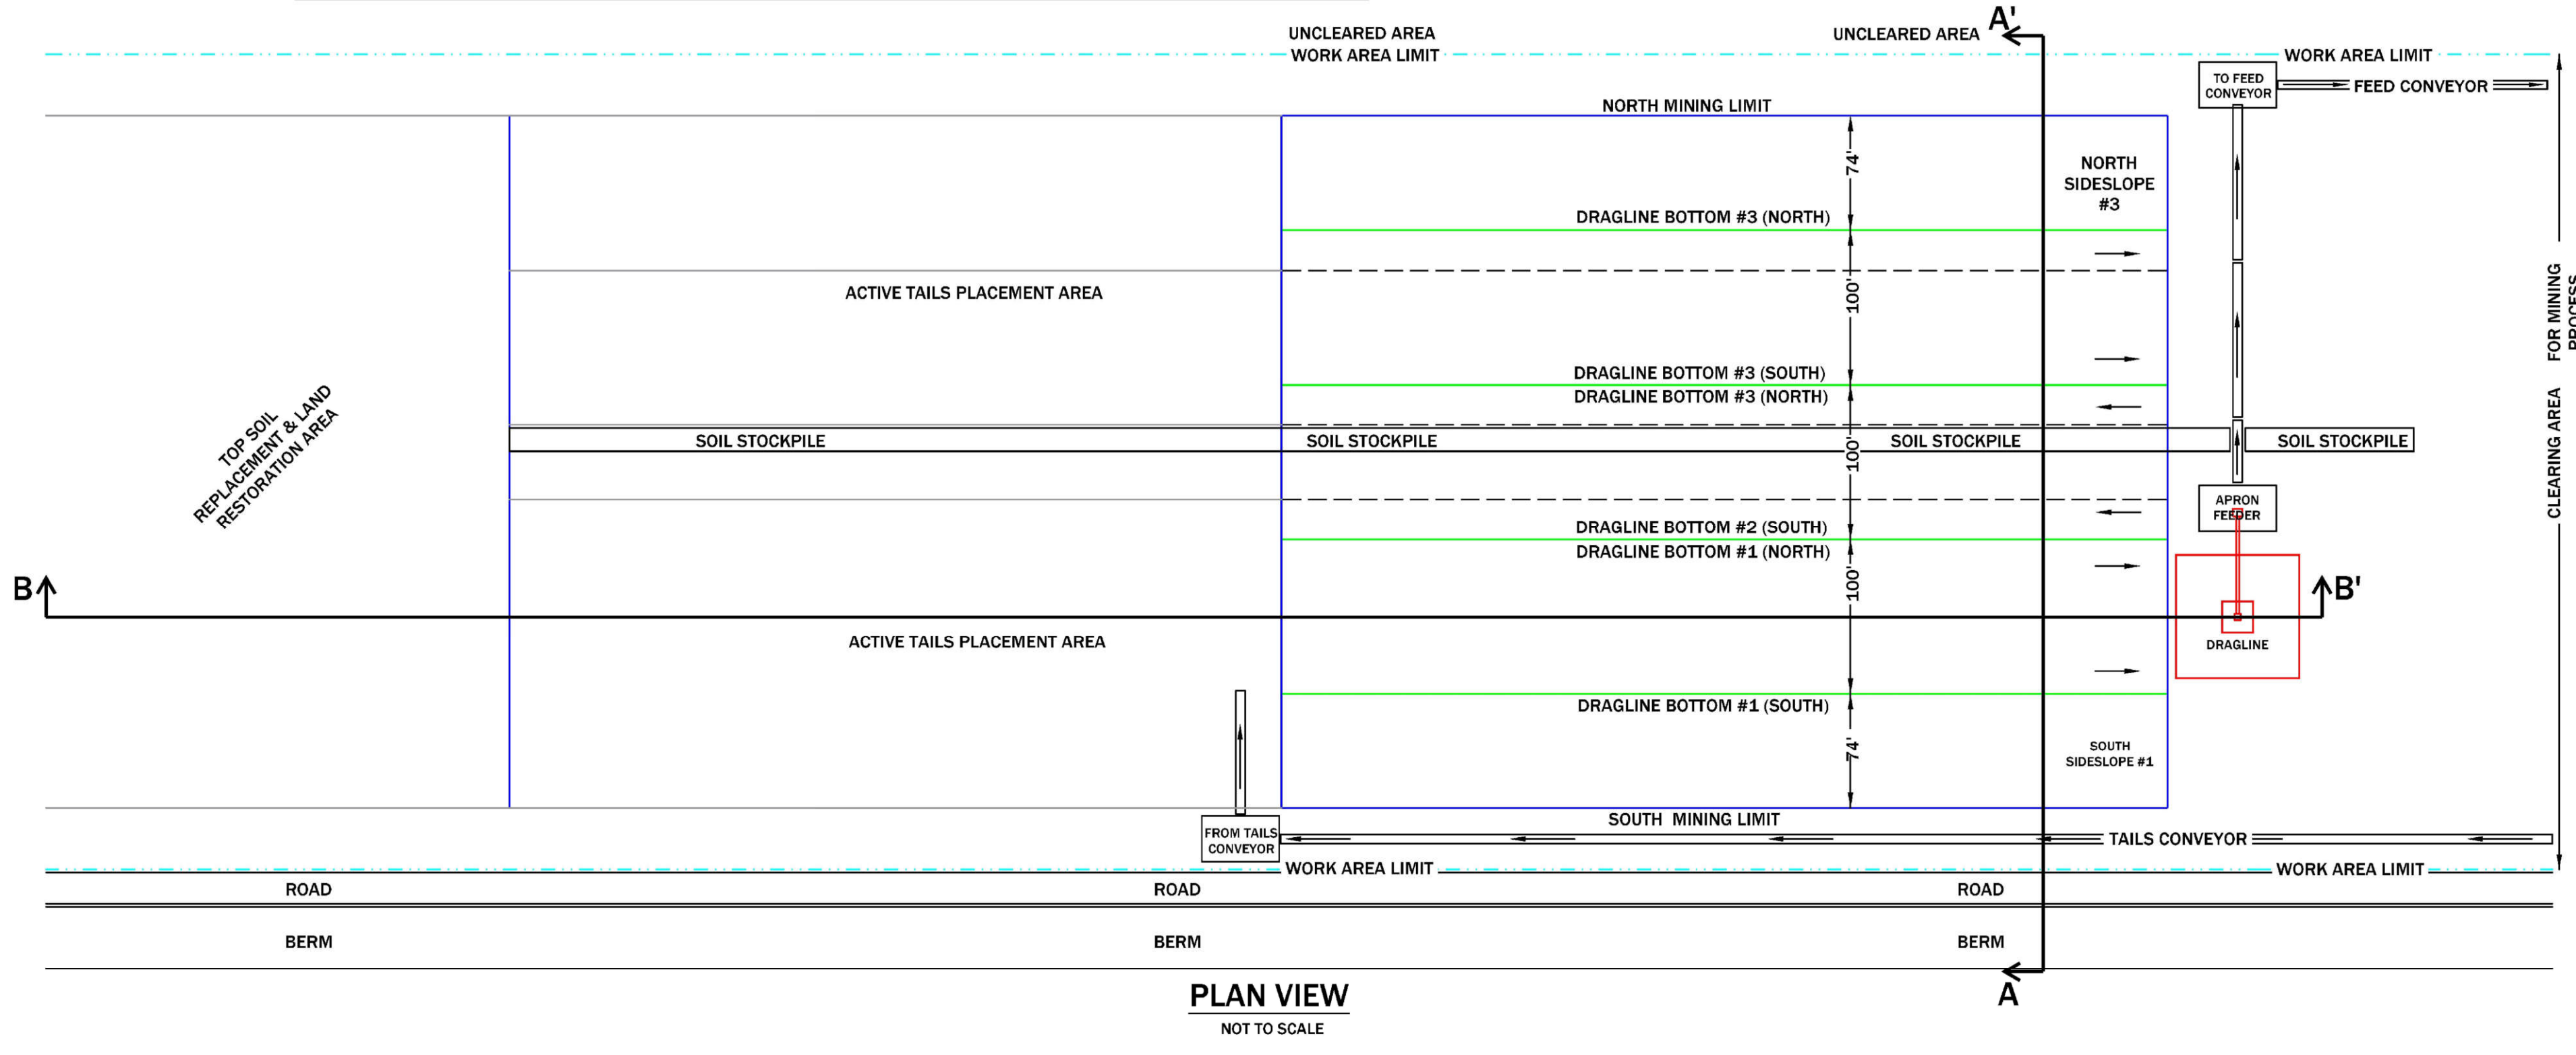 UNCLEARED AREA
WORK AREA LIMIT
UNCLEARED AREA
A'
WORK AREA LIMIT
TO FEED
CONVEYOR
FEED CONVEYOR
NORTH MINING LIMIT
74'
NORTH
SIDESLOPE
#3
DRAGLINE BOTTOM #3 (NORTH)
ACTIVE TAILS PLACEMENT AREA
100'
CLEARING AREA FOR MINING
PROCESS
DRAGLINE BOTTOM #3 (SOUTH)
DRAGLINE BOTTOM #3 (NORTH)
TOP SOIL
REPLACEMENT & LAND
RESTORATION AREA
SOIL STOCKPILE
SOIL STOCKPILE
100'
SOIL STOCKPILE
SOIL STOCKPILE
APRON
FEEDER
DRAGLINE BOTTOM #2 (SOUTH)
DRAGLINE BOTTOM #1 (NORTH)
100'
B
B'
ACTIVE TAILS PLACEMENT AREA
DRAGLINE
DRAGLINE BOTTOM #1 (SOUTH)
74'
SOUTH
SIDESLOPE #1
SOUTH MINING LIMIT
FROM TAILS
CONVEYOR
TAILS CONVEYOR
WORK AREA LIMIT
WORK AREA LIMIT
ROAD
ROAD
ROAD
BERM
BERM
BERM
A
PLAN VIEW
NOT TO SCALE